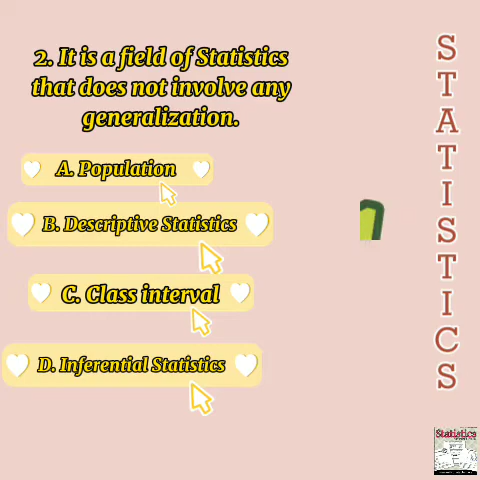 2. It is a field of Statistics
that does not involve any
generalization.
A. Population
B. Descriptive Statistics
C. Class interval
D. Inferential Statistics
STATISTICS
Statistics